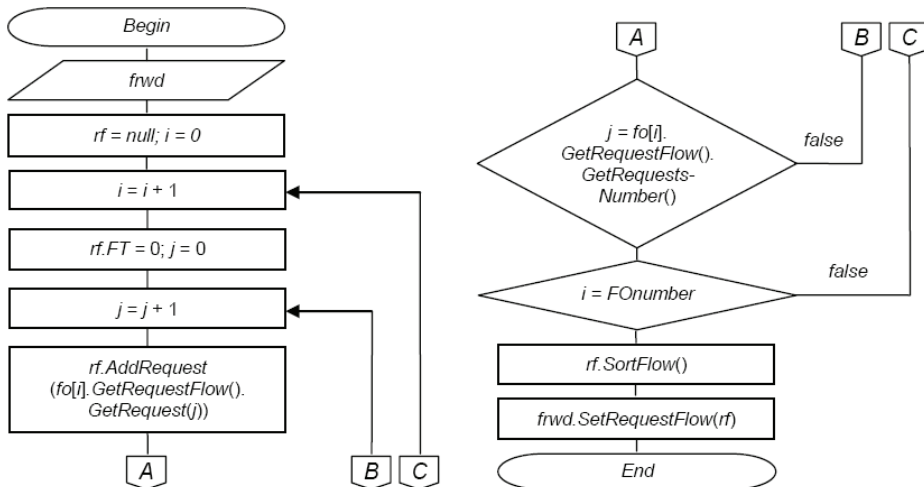 Begin
frwd
rf = null; i = 0
i = i + 1
rf.FT = 0; j = 0
j = j + 1
rf.AddRequest
(fo[i].GetRequestFlow().
GetRequest(j))
A
B
C
A
B
C
j = fo[i].
GetRequestFlow().
GetRequests-
Number()
false
i = FOnumber
false
rf.SortFlow()
frwd.SetRequestFlow(rf)
End